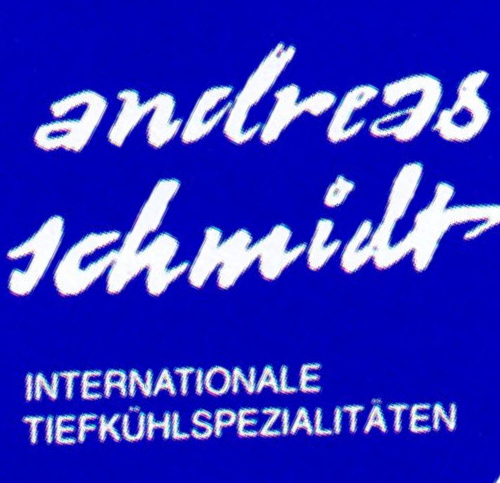 andreas
schmidt
INTERNATIONALE
TIEFKÜHLSPEZIALITÄTEN